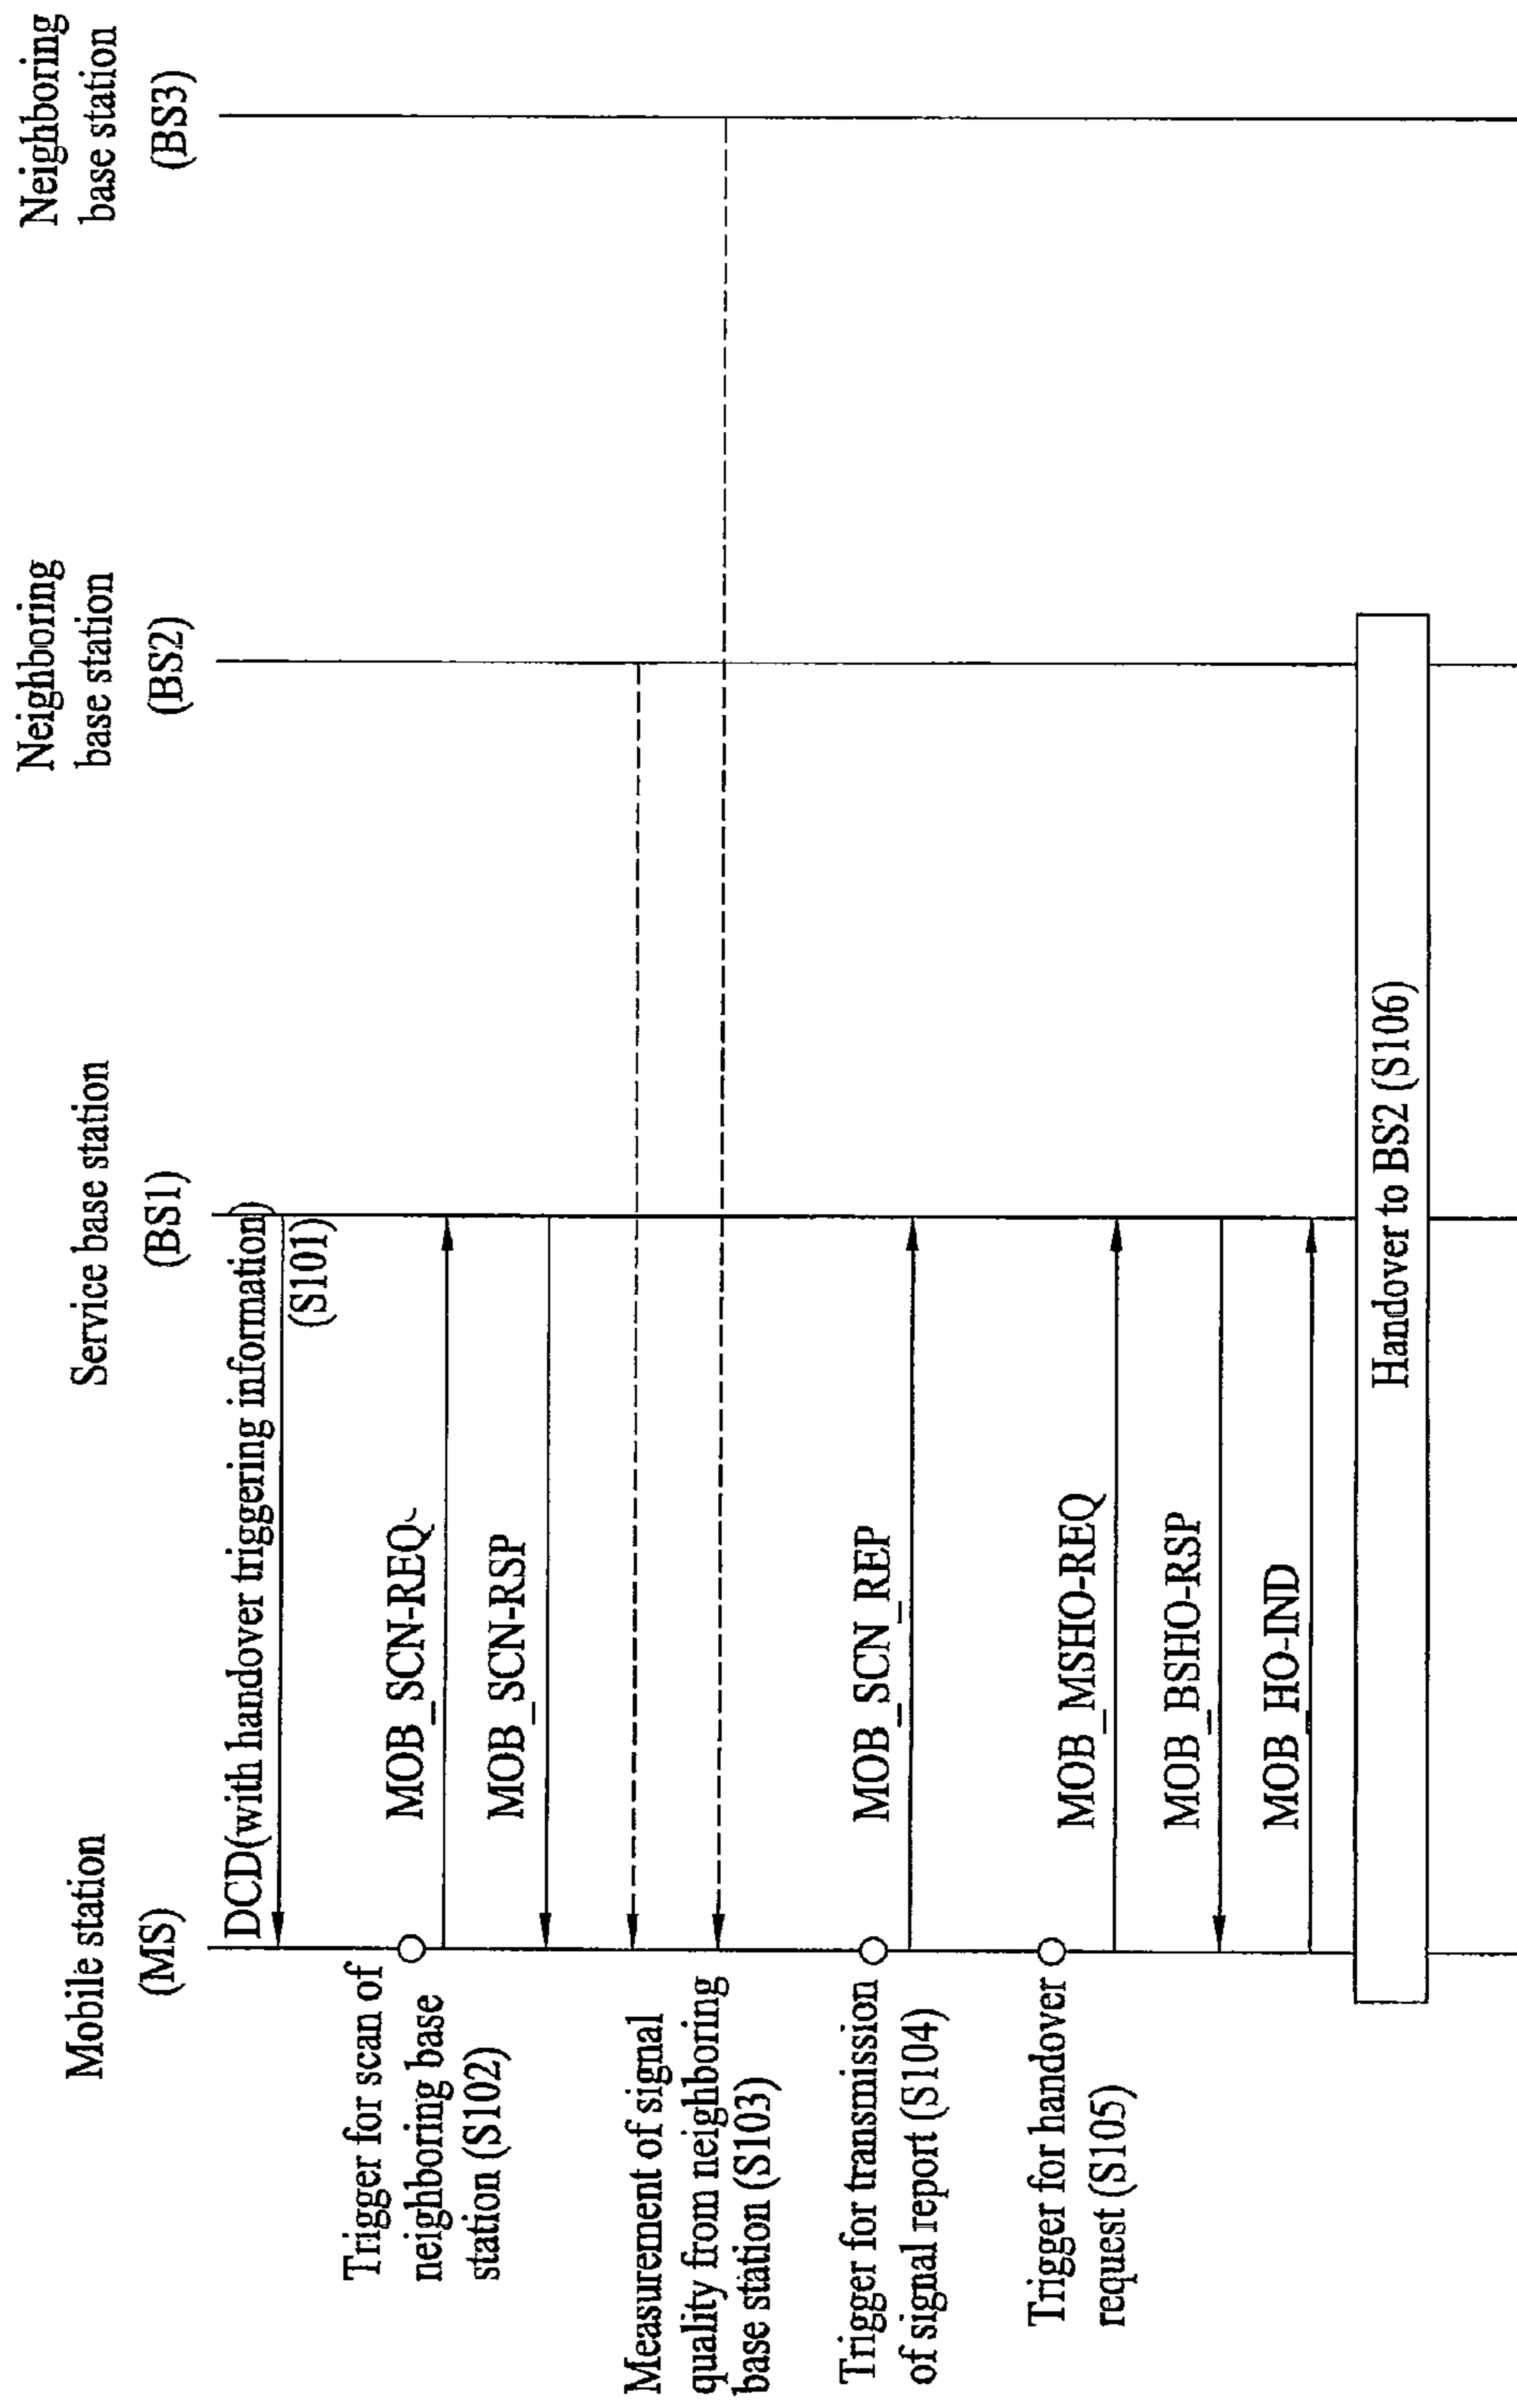 Mobile station
(MS)
Service base station
(BS1)
Neighboring
base station
(BS2)
Neighboring
base station
(BS3)
DCD(with handover triggering information)
(S101)
Trigger for scan of
neighboring base
station (S102)
MOB_SCN-REQ
MOB_SCN-RSP
Measurement of signal
quality from neighboring
base station (S103)
Trigger for transmission
of signal report (S104)
MOB_SCN_REP
Trigger for handover
request (S105)
MOB_MSHO-REQ
MOB_BSHO-RSP
MOB_HO-IND
Handover to BS2 (S106)